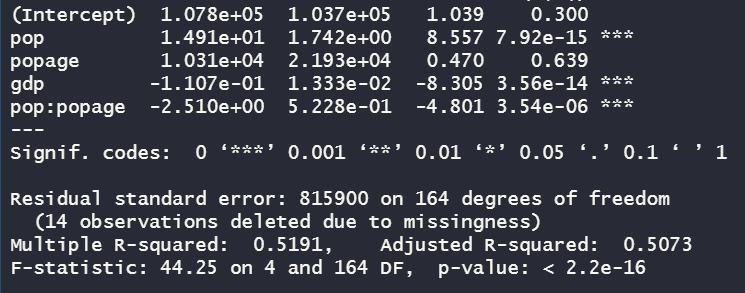 (Intercept)  1.078e+05  1.037e+05   1.039    0.300
pop          1.491e+01  1.742e+00   8.557 7.92e-15 ***
popage       1.031e+04  2.193e+04   0.470    0.639
gdp         -1.107e-01  1.333e-02  -8.305 3.56e-14 ***
pop:popage  -2.510e+00  5.228e-01  -4.801 3.54e-06 ***
---
Signif. codes:  0 ‘***’ 0.001 ‘**’ 0.01 ‘*’ 0.05 ‘.’ 0.1 ‘ ’ 1
Residual standard error: 815900 on 164 degrees of freedom
  (14 observations deleted due to missingness)
Multiple R-squared:  0.5191,    Adjusted R-squared:  0.5073
F-statistic: 44.25 on 4 and 164 DF,  p-value: < 2.2e-16